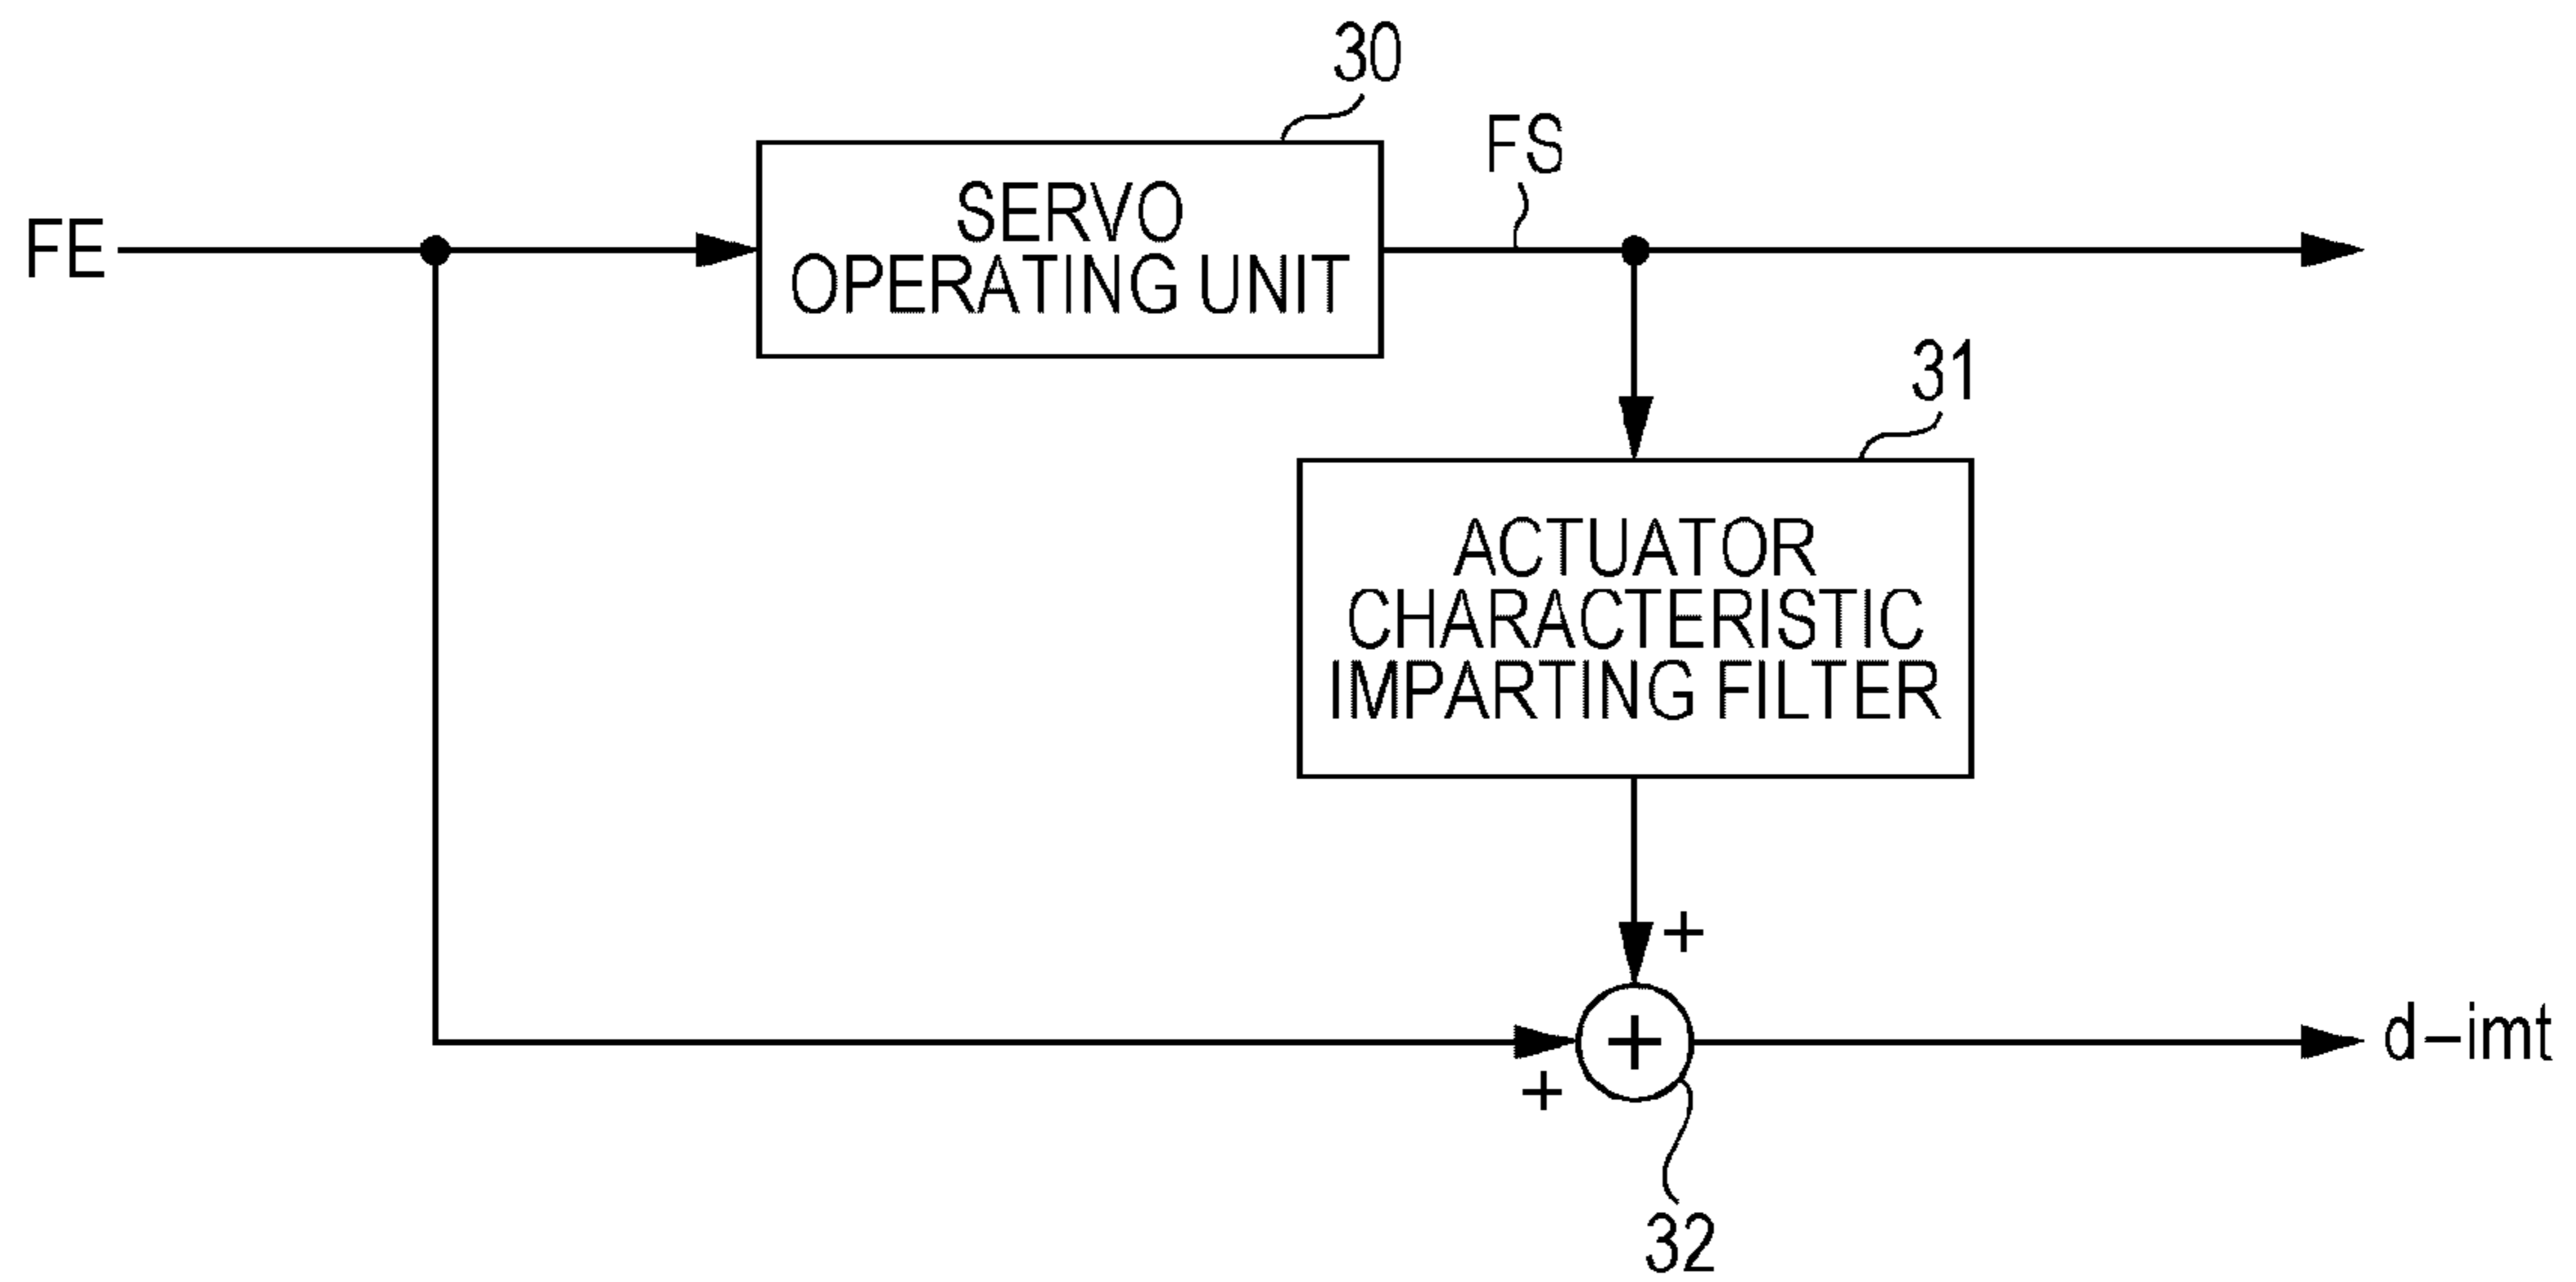 30
FS
FE
SERVO
OPERATING UNIT
31
ACTUATOR
CHARACTERISTIC
IMPARTING FILTER
+
+
d-imt
+
32